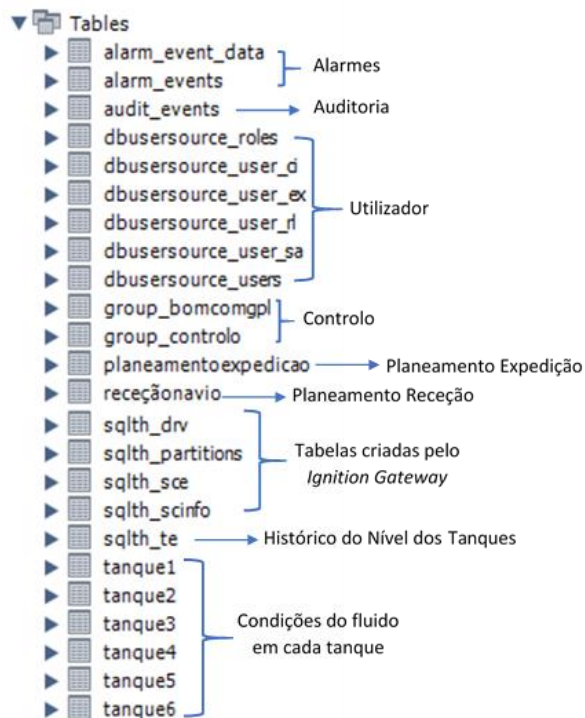 Tables
alarm_event_data
alarm_events
Alarmes
audit_events
Auditoria
dbusersource_roles
dbusersource_user_ci
dbusersource_user_ex
dbusersource_user_rl
dbusersource_user_sa
dbusersource_users
Utilizador
group_bomcomgpl
group_controlo
Controlo
planeamentoexpedicao
Planeamento Expedição
receçãonavio
Planeamento Receção
sqlth_drv
sqlth_partitions
sqlth_sce
sqlth_scinfo
Tabelas criadas pelo
Ignition Gateway
sqlth_te
Histórico do Nível dos Tanques
tanque1
tanque2
tanque3
tanque4
tanque5
tanque6
Condições do fluido
em cada tanque